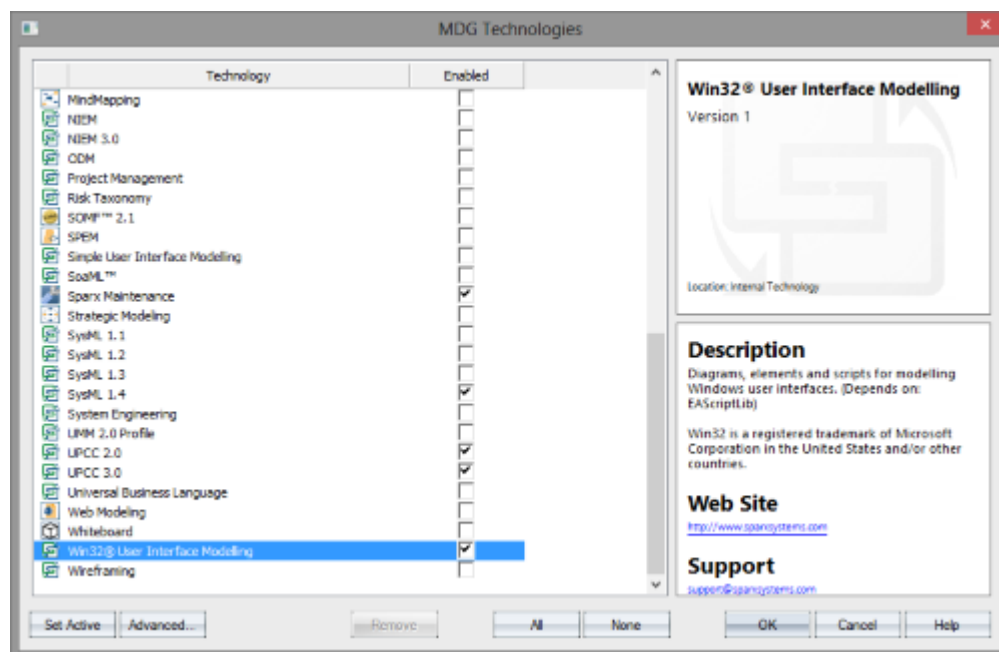 MDG Technologies
Technology Enabled
MindMapping
NIEM
NIEM 3.0
ODM
Project Management
Risk Taxonomy
SOMF™ 2.1
SPEM
Simple User Interface Modeling
SoaML™
Sparx Maintenance
Strategic Modeling
SysML 1.1
SysML 1.2
SysML 1.3
SysML 1.4
System Engineering
UMM 2.0 Profile
UPCC 2.0
UPCC 3.0
Universal Business Language
Web Modeling
Whiteboard
Win32® User Interface Modelling
Wireframing
Win32® User Interface Modelling
Version 1
Location: Internal Technology
Description
Diagrams, elements and scripts for modelling
Windows user interfaces. (Depends on:
EAScriptLib)
Win32 is a registered trademark of Microsoft
Corporation in the United States and/or other
countries.
Web Site
http://www.sparxsystems.com
Support
support@sparxsystems.com
Set Active Advanced... Remove All None OK Cancel Help